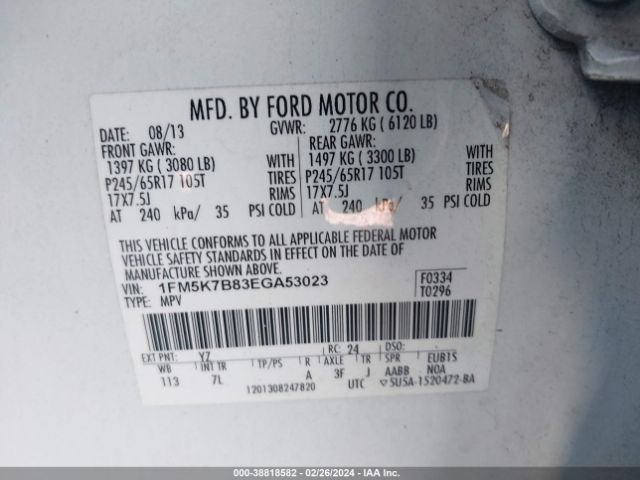 MFD. BY FORD MOTOR CO.
DATE: 08/13 GVWR: 2776 KG ( 6120 LB)
FRONT GAWR: REAR GAWR:
1397 KG ( 3080 LB) WITH 1497 KG ( 3300 LB) WITH
P245/65R17 105T TIRES P245/65R17 105T TIRES
17X7.5J RIMS 17X7.5J RIMS
AT 240 kPa/ 35 PSI COLD AT 240 kPa/ 35 PSI COLD
THIS VEHICLE CONFORMS TO ALL APPLICABLE FEDERAL MOTOR
VEHICLE SAFETY STANDARDS IN EFFECT ON THE DATE OF
MANUFACTURE SHOWN ABOVE.
VIN: 1FM5K7B83EGA53023 F0334
TYPE: MPV T0296
EXT PNT: YZ RC: 24 DSO:
WB INT TR TP/PS R AXLE TR SPR EUB1S
113 7L A 3F J AABB NOA
1201308247820 UTC ▽5USA-1520472-BA
000-38818582 - 02/26/2024 - IAA Inc.